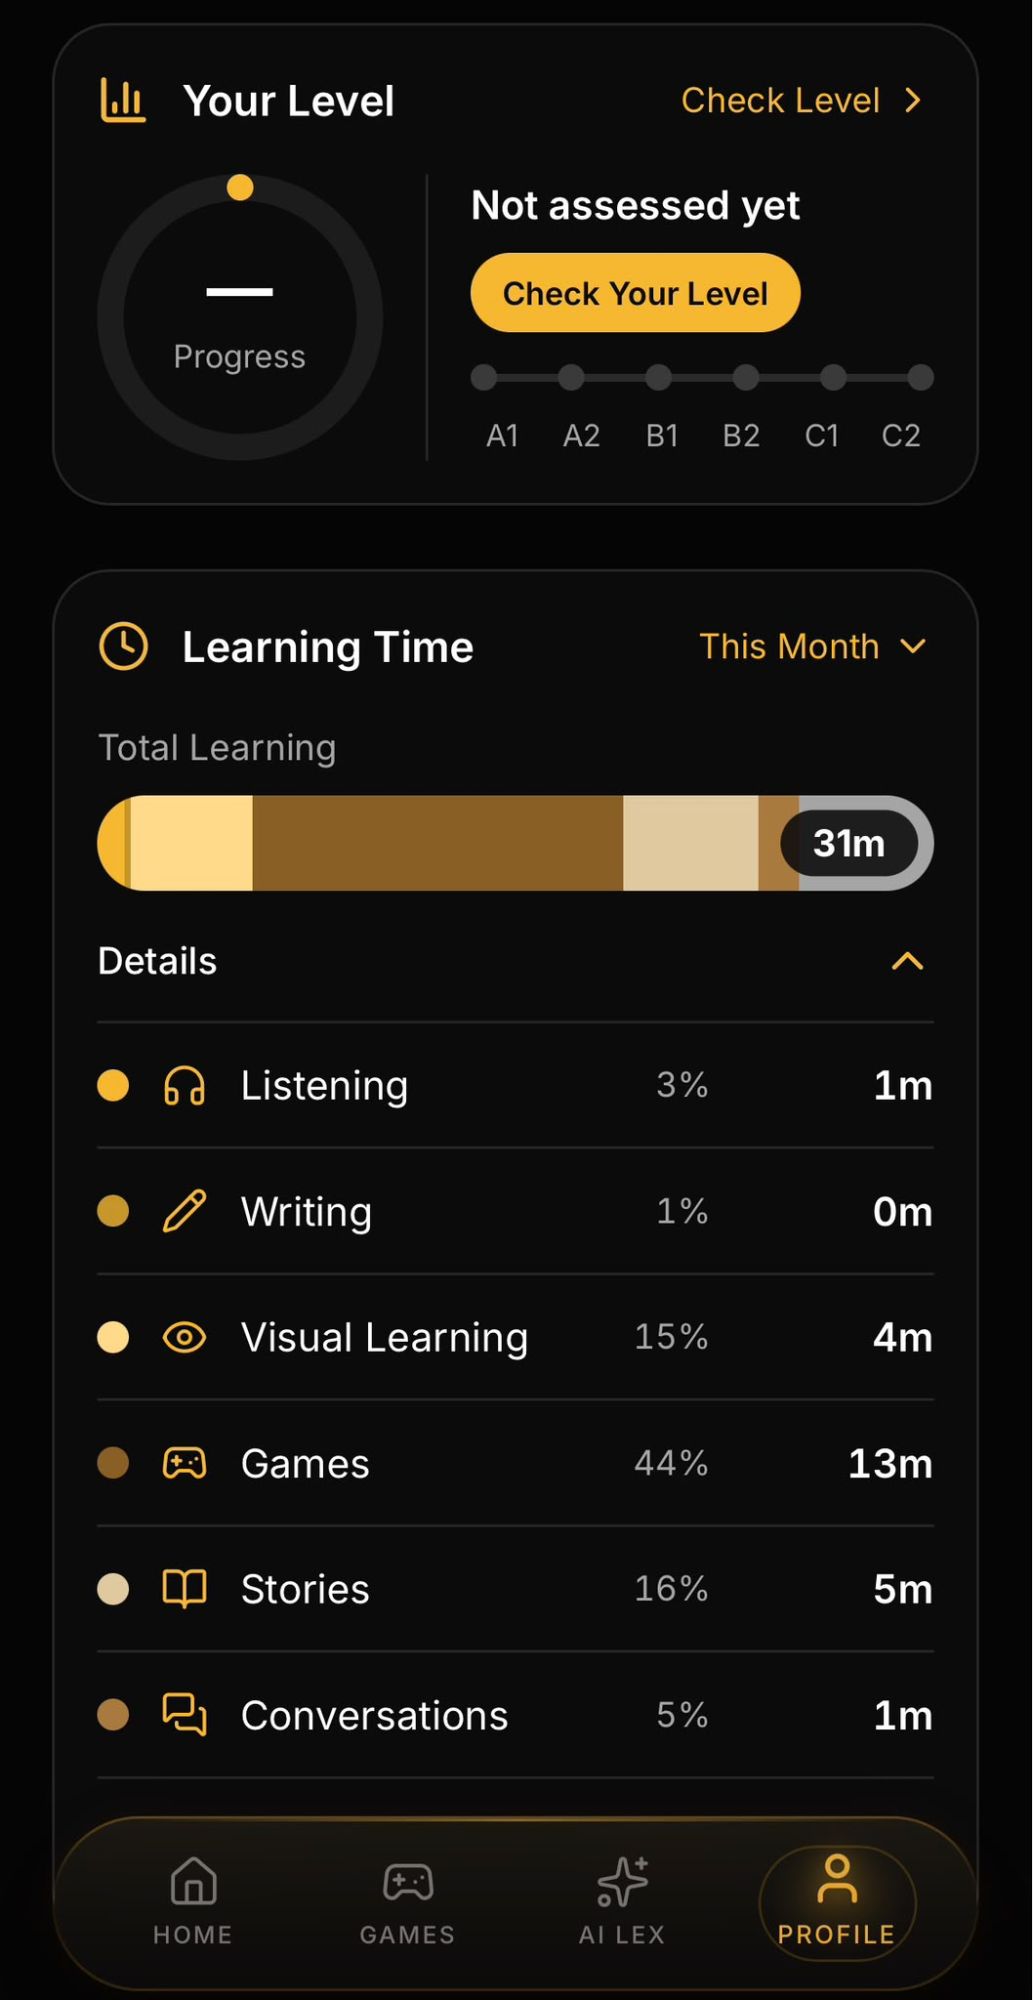 Your Level
Check Level
Not assessed yet
Check Your Level
Progress
A1 A2 B1 B2 C1 C2
Learning Time
This Month
Total Learning
31m
Details
Listening 3% 1m
Writing 1% 0m
Visual Learning 15% 4m
Games 44% 13m
Stories 16% 5m
Conversations 5% 1m
HOME GAMES AI LEX PROFILE